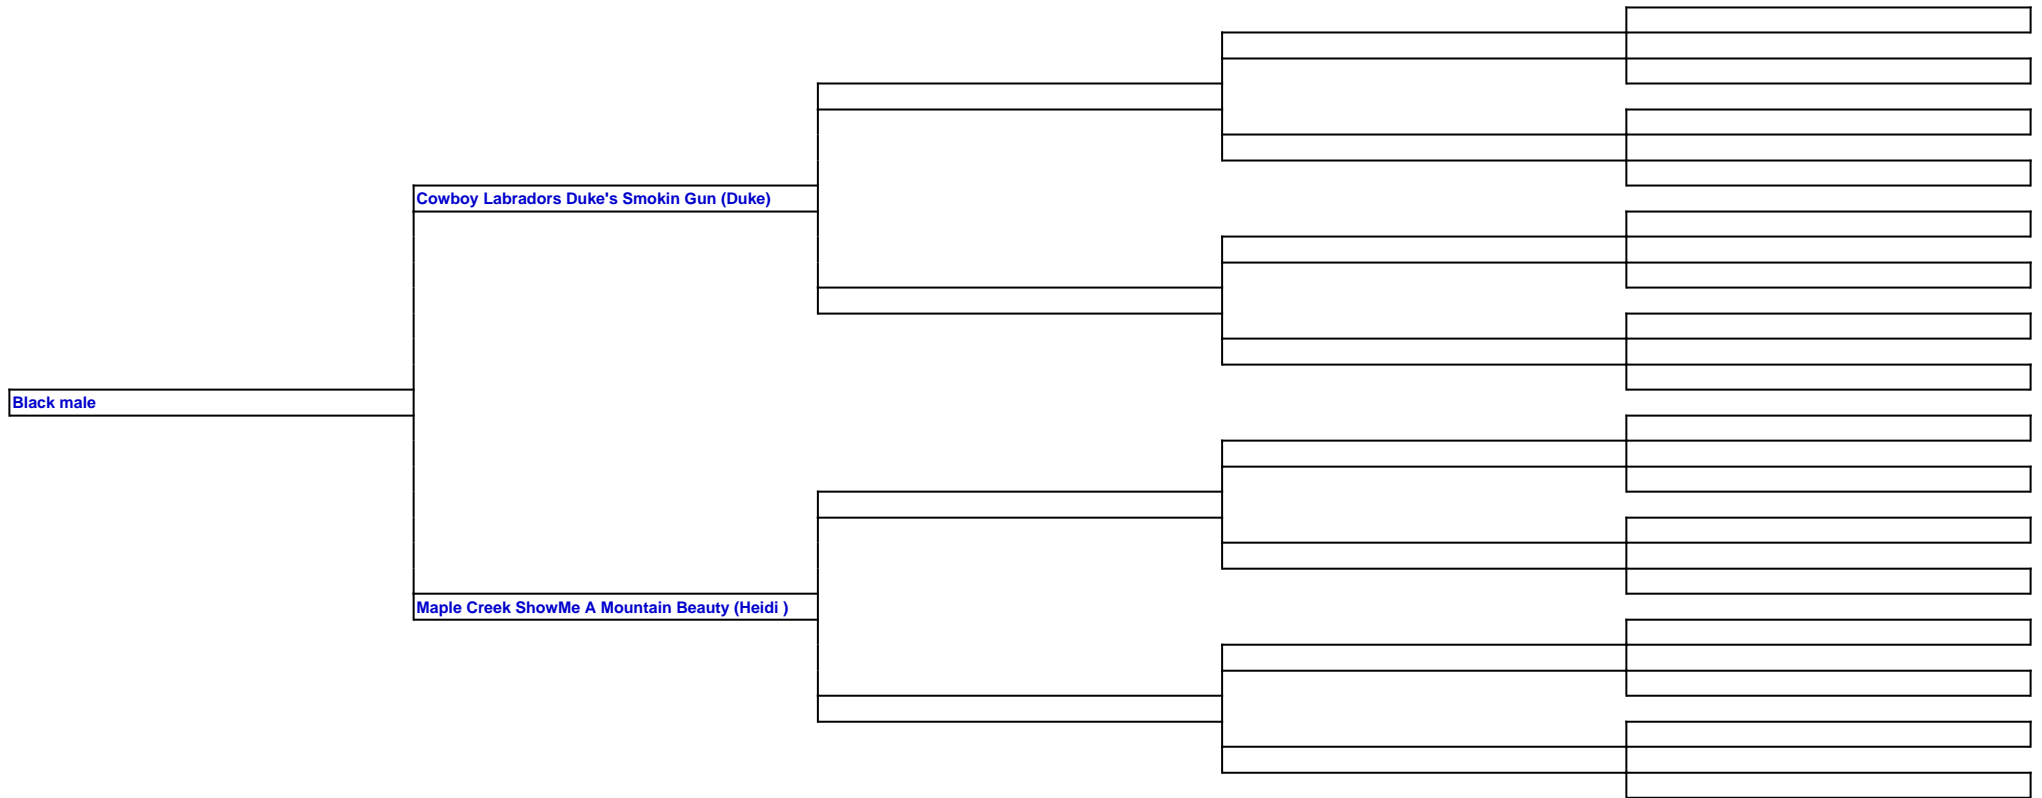 Cowboy Labradors Duke's Smokin Gun (Duke)
Black male
Maple Creek ShowMe A Mountain Beauty (Heidi )